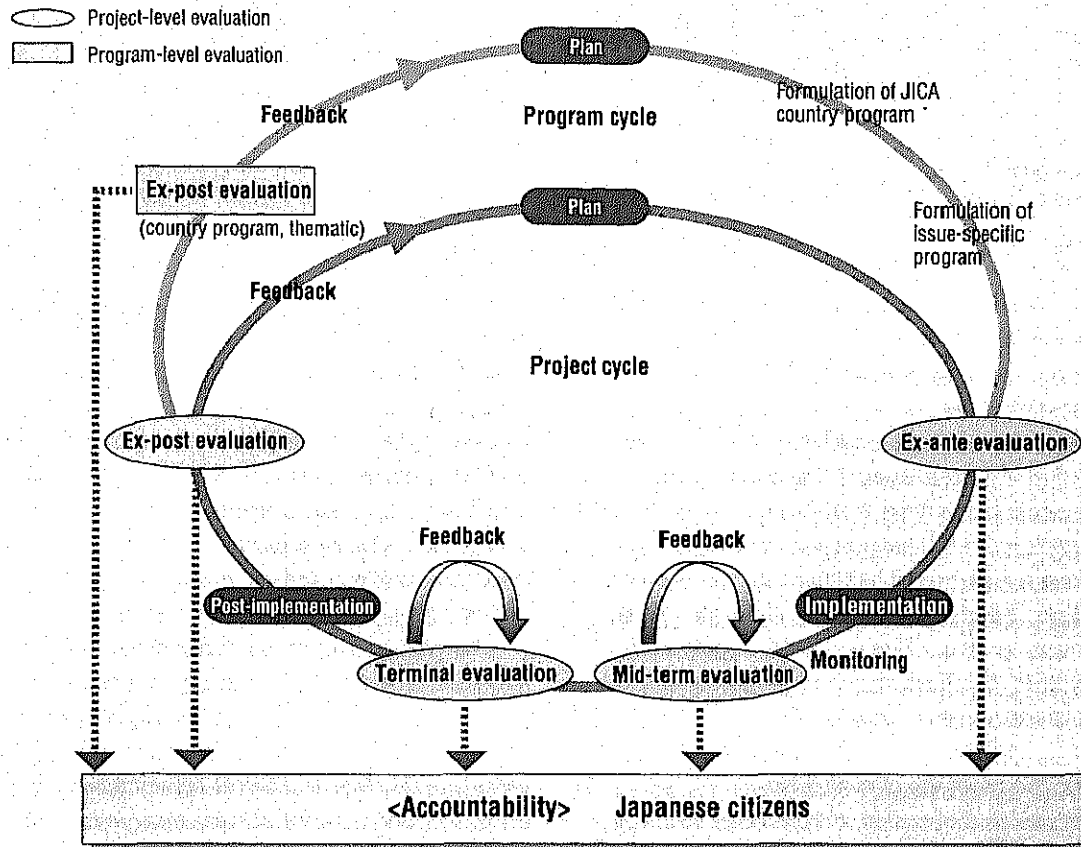 Project-level evaluation
Program-level evaluation
Plan
Feedback
Program cycle
Formulation of JICA
country program
Ex-post evaluation
(country program, thematic)
Plan
Formulation of
issue-specific
program
Feedback
Project cycle
Ex-post evaluation
Ex-ante evaluation
Feedback
Feedback
Post-implementation
Implementation
Terminal evaluation
Mid-term evaluation
Monitoring
<Accountability> Japanese citizens